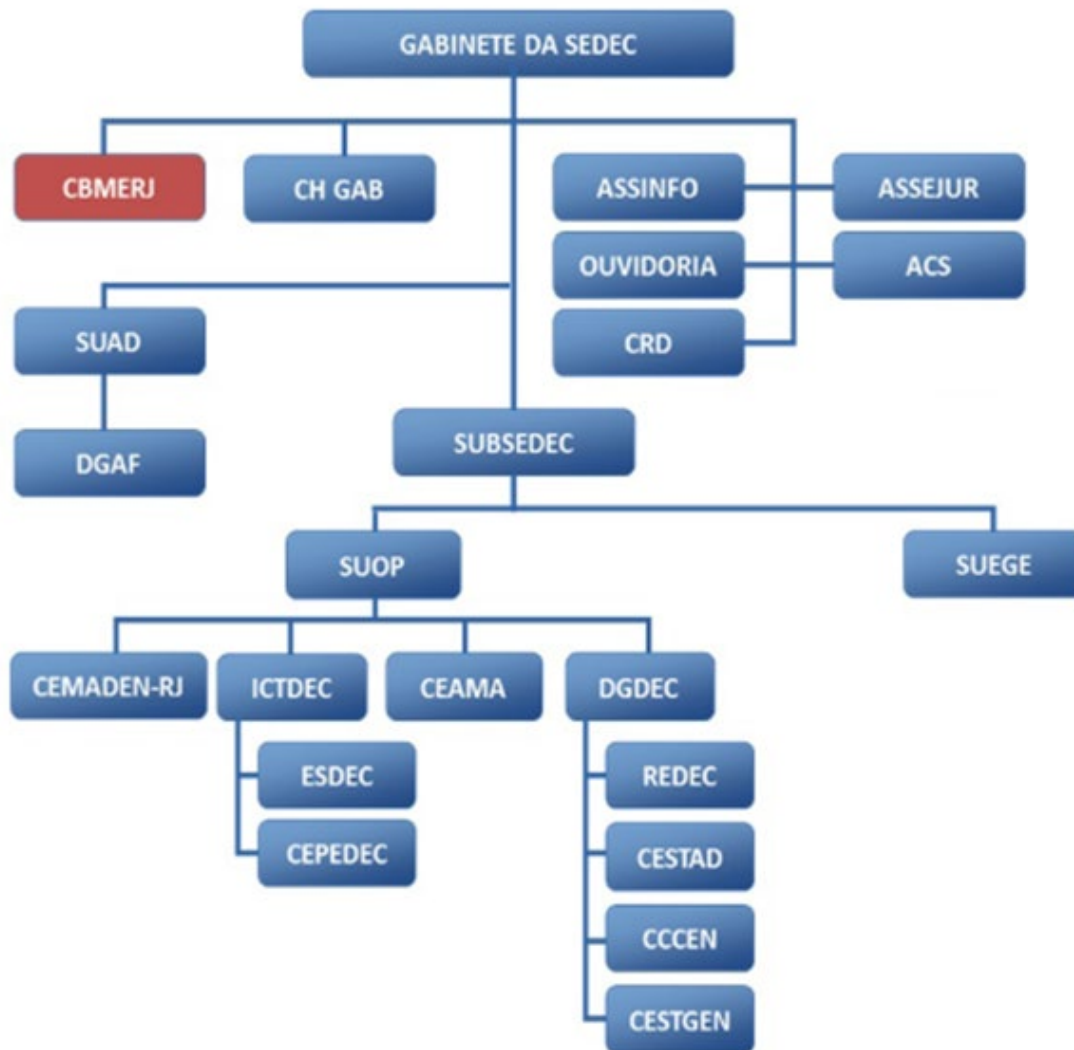 GABINETE DA SEDEC
CBMERJ
CH GAB
ASSINFO
ASSEJUR
OUVIDORIA
ACS
SUAD
CRD
DGAF
SUBSEDEC
SUOP
SUEGE
CEMADEN-RJ
ICTDEC
CEAMA
DGDEC
ESDEC
REDEC
CEPEDEC
CESTAD
CCCEN
CESTGEN